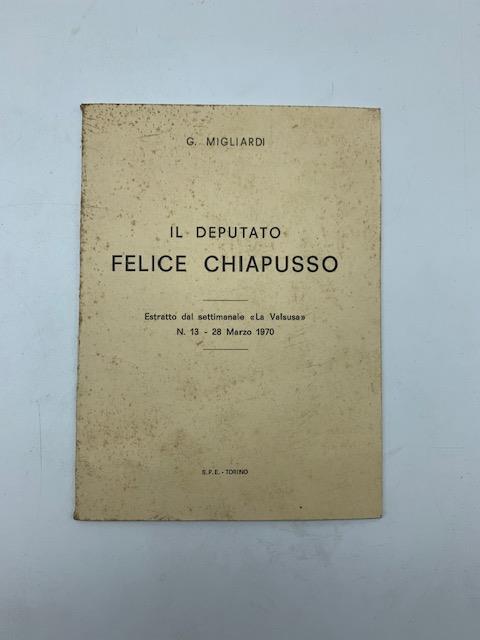 G. MIGLIARDI
IL DEPUTATO
FELICE CHIAPUSSO
Estratto dal settimanale «La Valsusa»
N. 13 - 28 Marzo 1970
S.P.E. - TORINO